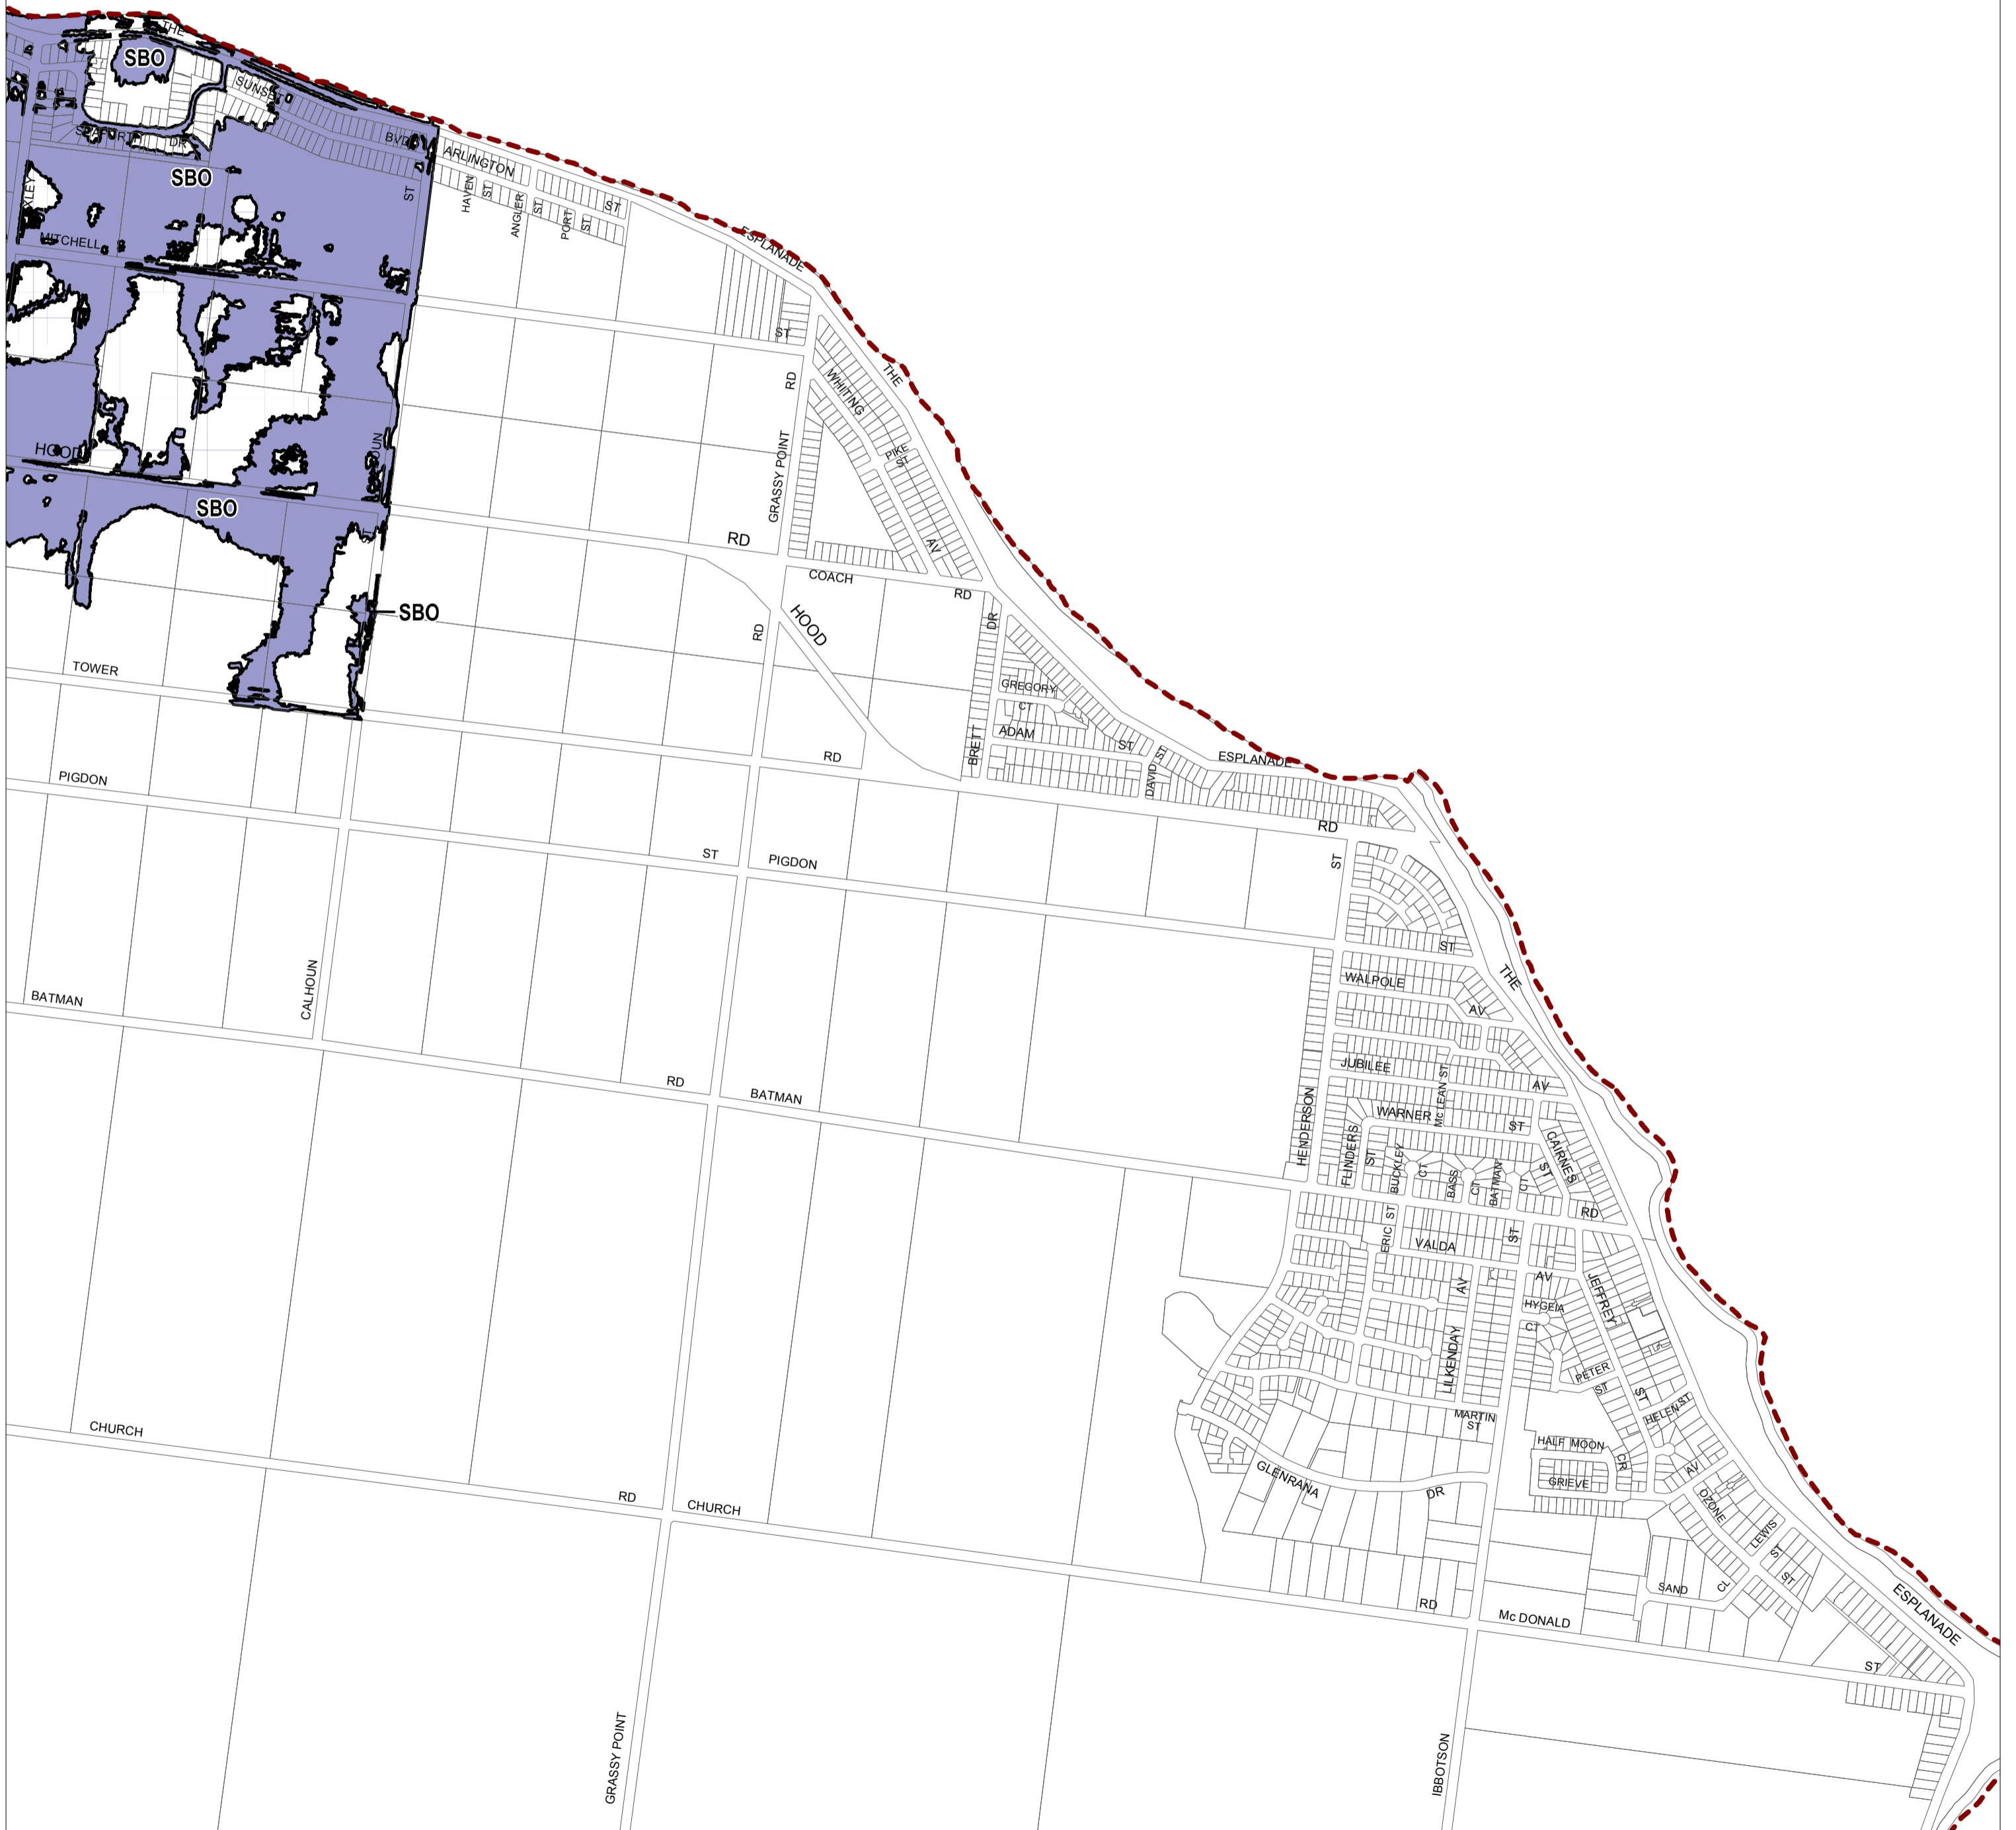 THE
SBO
SUNSET
SEAFORTH
DR
BVD
ARLINGTON
ST
SBO
XLEY
ST
HAVEN
ST
ANGLER
ST
PORT
ST
MITCHELL
ESPLANADE
ST
THE
RD
WHITING
GRASSY POINT
PIKE
ST
AV
HOOD
RD
SBO
ST
COACH
RD
SBO
HOOD
RD
DR
TOWER
GREGORY
CT
ADAM
ST
BRETT
DAVID ST
ESPLANADE
RD
PIGDON
RD
ST
PIGDON
ST
ST
THE
WALPOLE
AV
CALHOUN
BATMAN
RD
BATMAN
JUBILEE
AV
Mc LEAN ST
HENDERSON
WARNER
ST
FLINDERS
ST
BUCKLEY
CT
BASS
CT
BATMAN
CT
CAIRNES
ST
RD
ERIC ST
VALDA
ST
AV
LILKENDAY
AV
HYGEIA
CT
JEFFREY
ST
PETER
ST
HELEN ST
MARTIN
ST
CHURCH
RD
CHURCH
RD
GLENRANA
DR
HALF MOON
CR
GRIEVE
AV
OZONE
ST
LEWIS
ST
SAND
CL
Mc DONALD
ST
ESPLANADE
GRASSY POINT
IBBOTSON